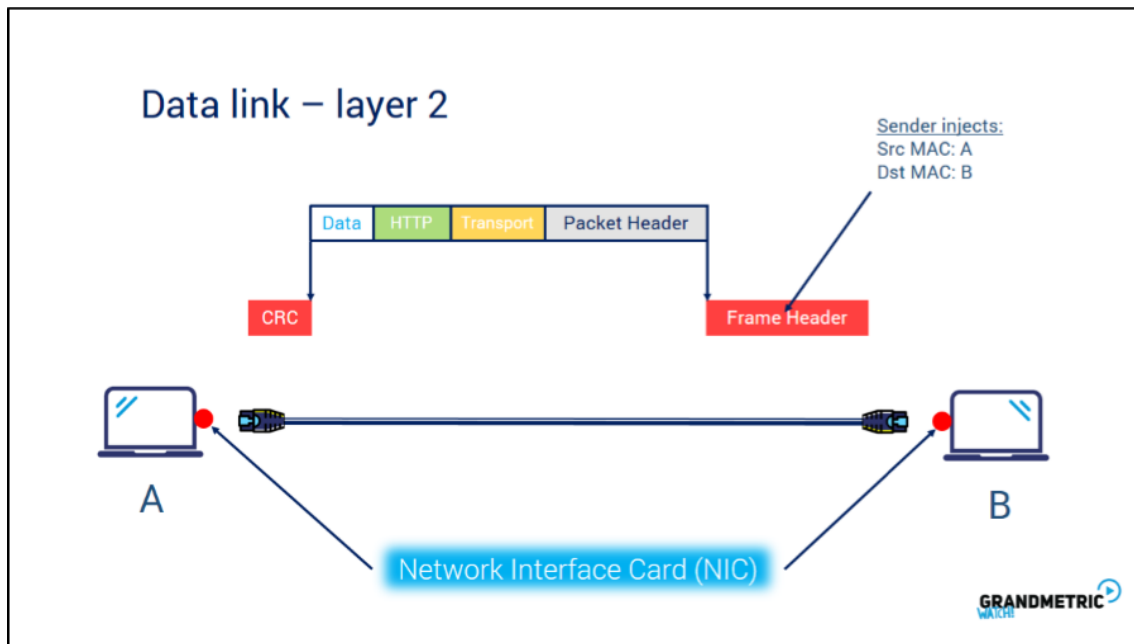 Data link – layer 2
Sender injects:
Src MAC: A
Dst MAC: B
Data HTTP Transport Packet Header
CRC
Frame Header
A
B
Network Interface Card (NIC)
GRANDMETRIC
WATCH!